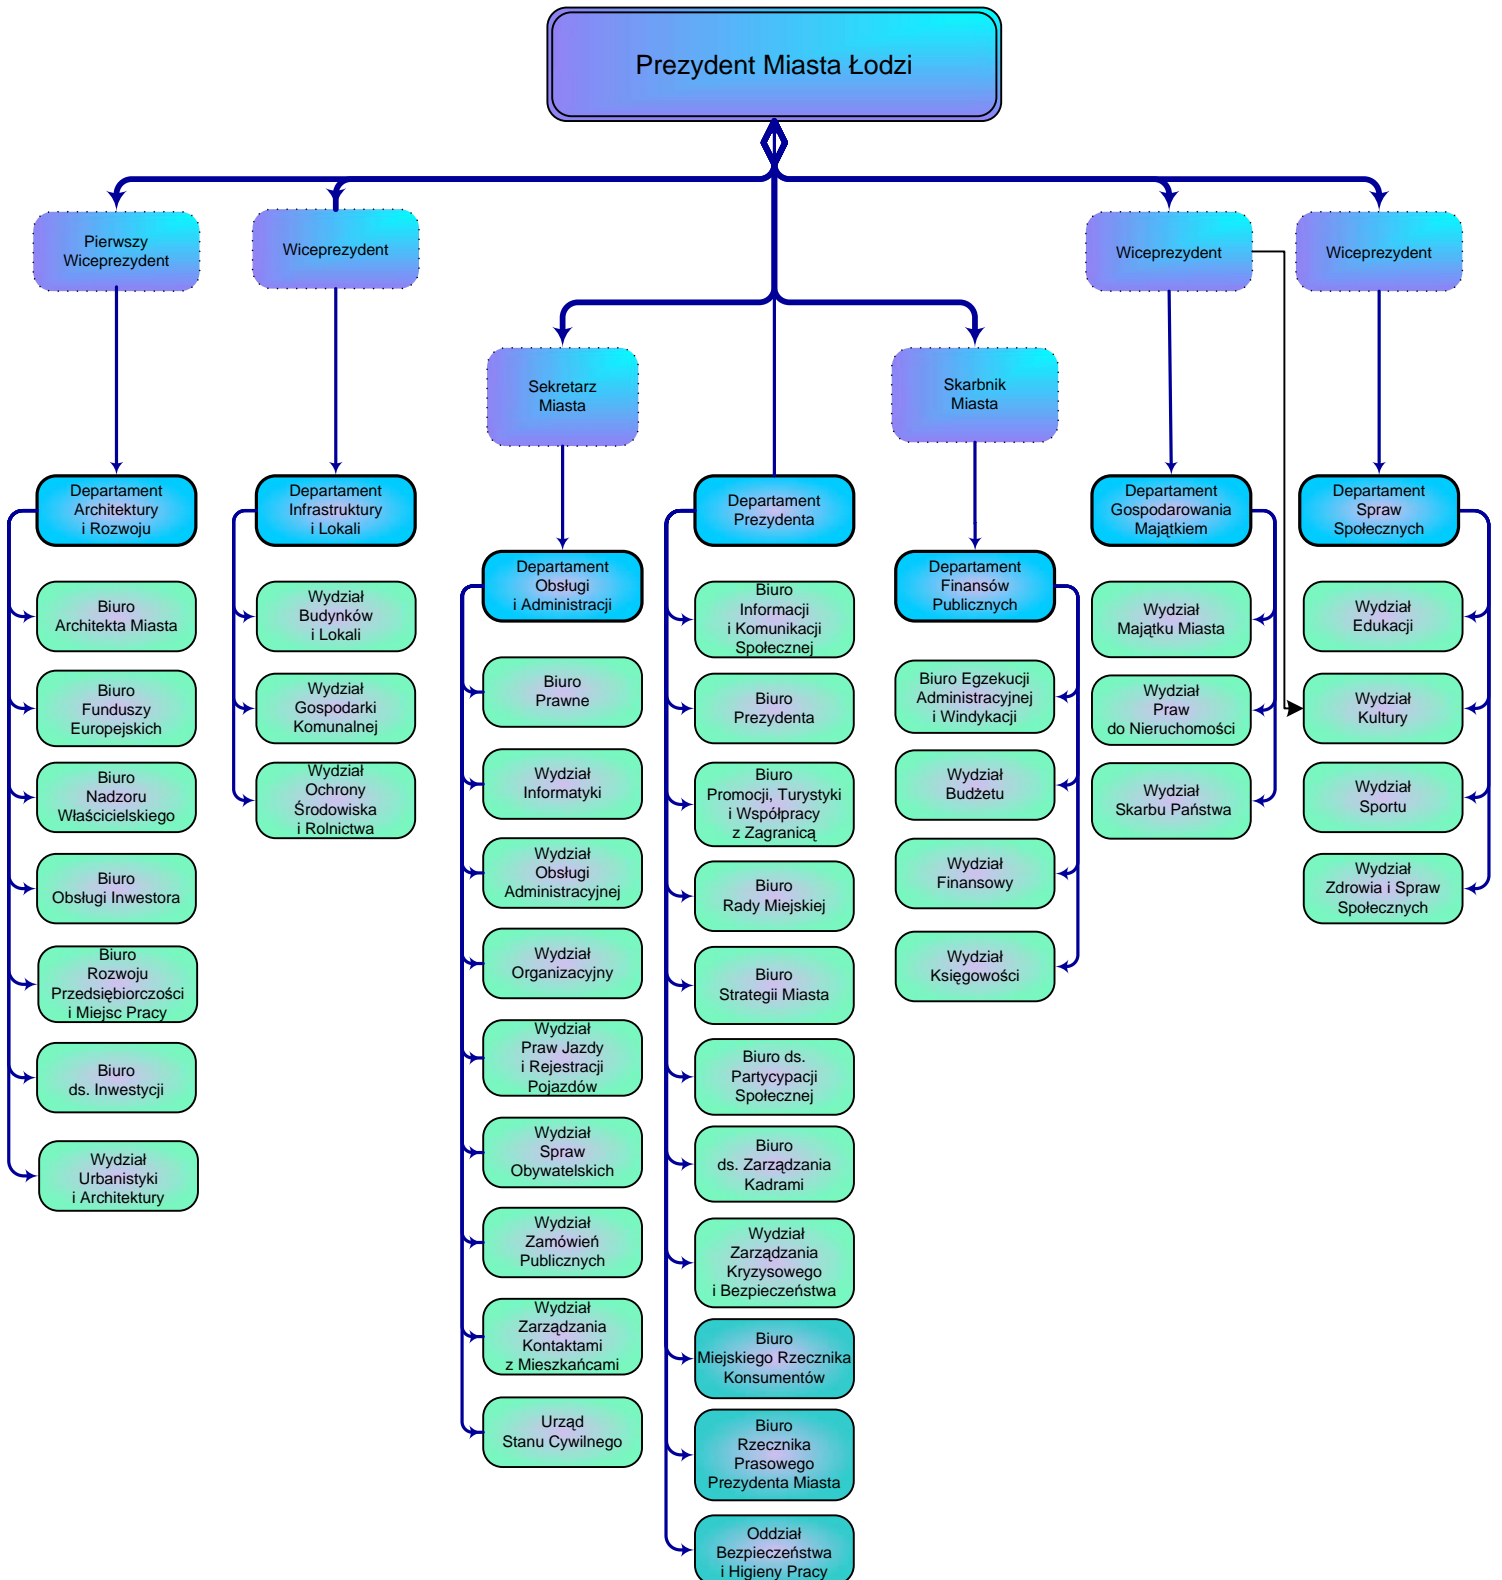 Prezydent Miasta Łodzi
Pierwszy
Wiceprezydent
Wiceprezydent
Wiceprezydent
Wiceprezydent
Sekretarz
Miasta
Skarbnik
Miasta
Departament
Architektury
i Rozwoju
Biuro
Architekta Miasta
Biuro
Funduszy
Europejskich
Biuro
Nadzoru
Właścicielskiego
Biuro
Obsługi Inwestora
Biuro
Rozwoju
Przedsiębiorczości
i Miejsc Pracy
Biuro
ds. Inwestycji
Wydział
Urbanistyki
i Architektury
Departament
Infrastruktury
i Lokali
Wydział
Budynków
i Lokali
Wydział
Gospodarki
Komunalnej
Wydział
Ochrony
Środowiska
i Rolnictwa
Departament
Obsługi
i Administracji
Biuro
Prawne
Wydział
Informatyki
Wydział
Obsługi
Administracyjnej
Wydział
Organizacyjny
Wydział
Praw Jazdy
i Rejestracji
Pojazdów
Wydział
Spraw
Obywatelskich
Wydział
Zamówień
Publicznych
Wydział
Zarządzania
Kontaktami
z Mieszkańcami
Urząd
Stanu Cywilnego
Departament
Prezydenta
Biuro
Informacji
i Komunikacji
Społecznej
Biuro
Prezydenta
Biuro
Promocji, Turystyki
i Współpracy
z Zagranicą
Biuro
Rady Miejskiej
Biuro
Strategii Miasta
Biuro ds.
Partycypacji
Społecznej
Biuro
ds. Zarządzania
Kadrami
Wydział
Zarządzania
Kryzysowego
i Bezpieczeństwa
Biuro
Miejskiego Rzecznika
Konsumentów
Biuro
Rzecznika
Prasowego
Prezydenta Miasta
Oddział
Bezpieczeństwa
i Higieny Pracy
Departament
Finansów
Publicznych
Biuro Egzekucji
Administracyjnej
i Windykacji
Wydział
Budżetu
Wydział
Finansowy
Wydział
Księgowości
Departament
Gospodarowania
Majątkiem
Wydział
Majątku Miasta
Wydział
Praw
do Nieruchomości
Wydział
Skarbu Państwa
Departament
Spraw
Społecznych
Wydział
Edukacji
Wydział
Kultury
Wydział
Sportu
Wydział
Zdrowia i Spraw
Społecznych